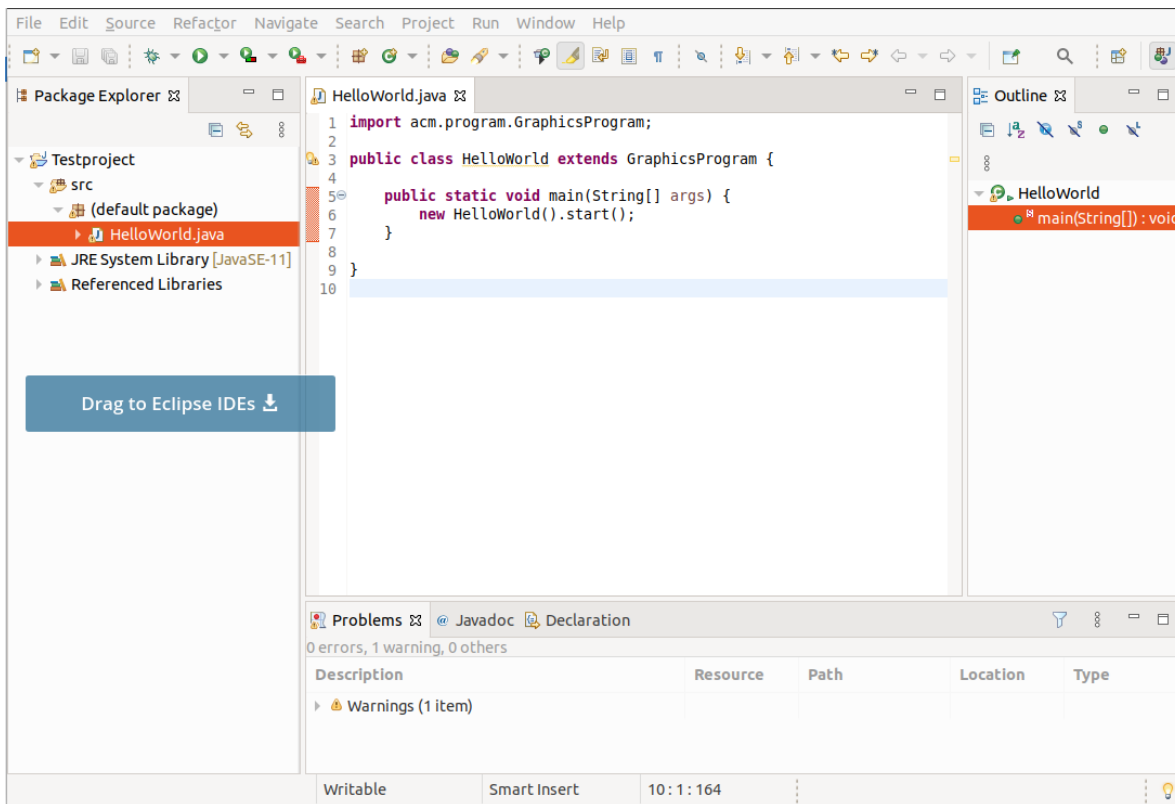 File Edit Source Refactor Navigate Search Project Run Window Help
Package Explorer
Testproject
src
(default package)
HelloWorld.java
JRE System Library [JavaSE-11]
Referenced Libraries
Drag to Eclipse IDEs
HelloWorld.java
1 import acm.program.GraphicsProgram;
2
3 public class HelloWorld extends GraphicsProgram {
4
5 public static void main(String[] args) {
6 new HelloWorld().start();
7 }
8
9 }
10
Outline
HelloWorld
main(String[]) : void
Problems @ Javadoc Declaration
0 errors, 1 warning, 0 others
Description Resource Path Location Type
Warnings (1 item)
Writable Smart Insert 10 : 1 : 164